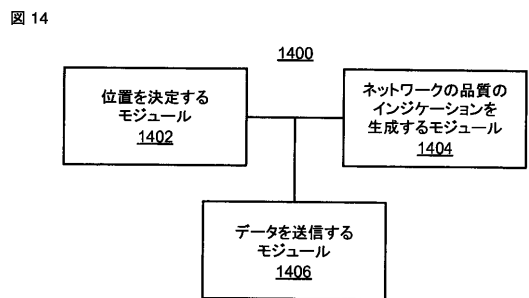 図 14
1400
位置を決定する
モジュール
1402
ネットワークの品質の
インジケーションを
生成するモジュール
1404
データを送信する
モジュール
1406